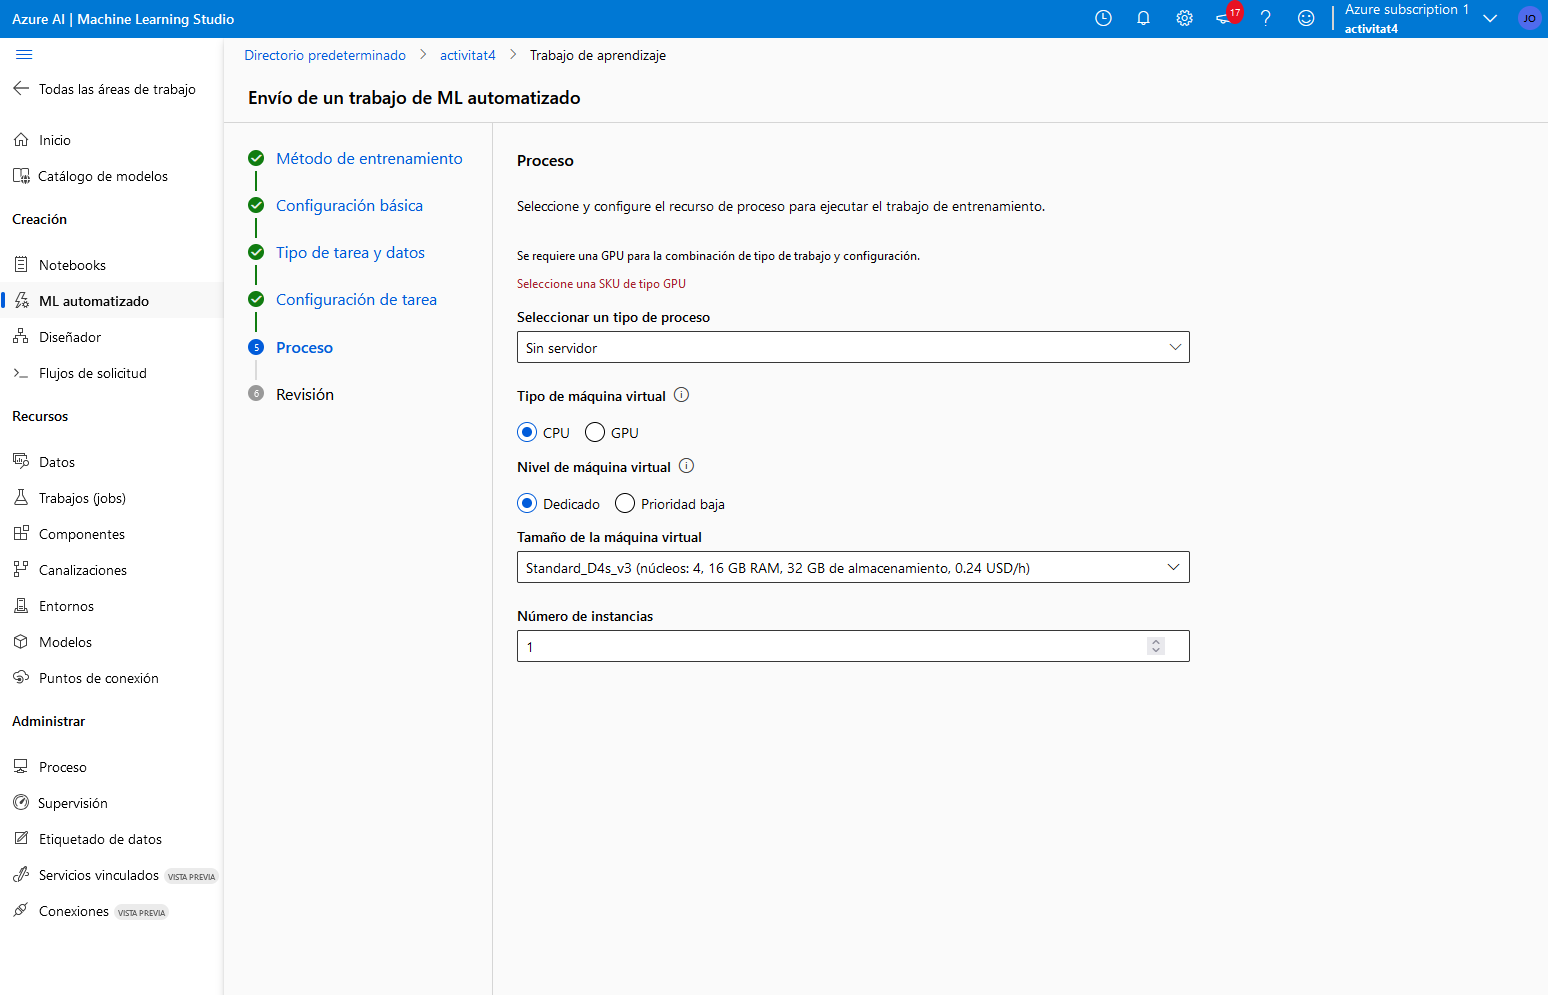 Azure AI | Machine Learning Studio
17
Azure subscription 1
activitat4
JO
Directorio predeterminado
activitat4
Trabajo de aprendizaje
Todas las áreas de trabajo
Envío de un trabajo de ML automatizado
Inicio
Catálogo de modelos
Creación
Notebooks
ML automatizado
Diseñador
Flujos de solicitud
Recursos
Datos
Trabajos (jobs)
Componentes
Canalizaciones
Entornos
Modelos
Puntos de conexión
Administrar
Proceso
Supervisión
Etiquetado de datos
Servicios vinculados VISTA PREVIA
Conexiones VISTA PREVIA
Método de entrenamiento
Configuración básica
Tipo de tarea y datos
Configuración de tarea
5 Proceso
6 Revisión
Proceso
Seleccione y configure el recurso de proceso para ejecutar el trabajo de entrenamiento.
Se requiere una GPU para la combinación de tipo de trabajo y configuración.
Seleccione una SKU de tipo GPU
Seleccionar un tipo de proceso
Sin servidor
Tipo de máquina virtual
CPU GPU
Nivel de máquina virtual
Dedicado Prioridad baja
Tamaño de la máquina virtual
Standard_D4s_v3 (núcleos: 4, 16 GB RAM, 32 GB de almacenamiento, 0.24 USD/h)
Número de instancias
1